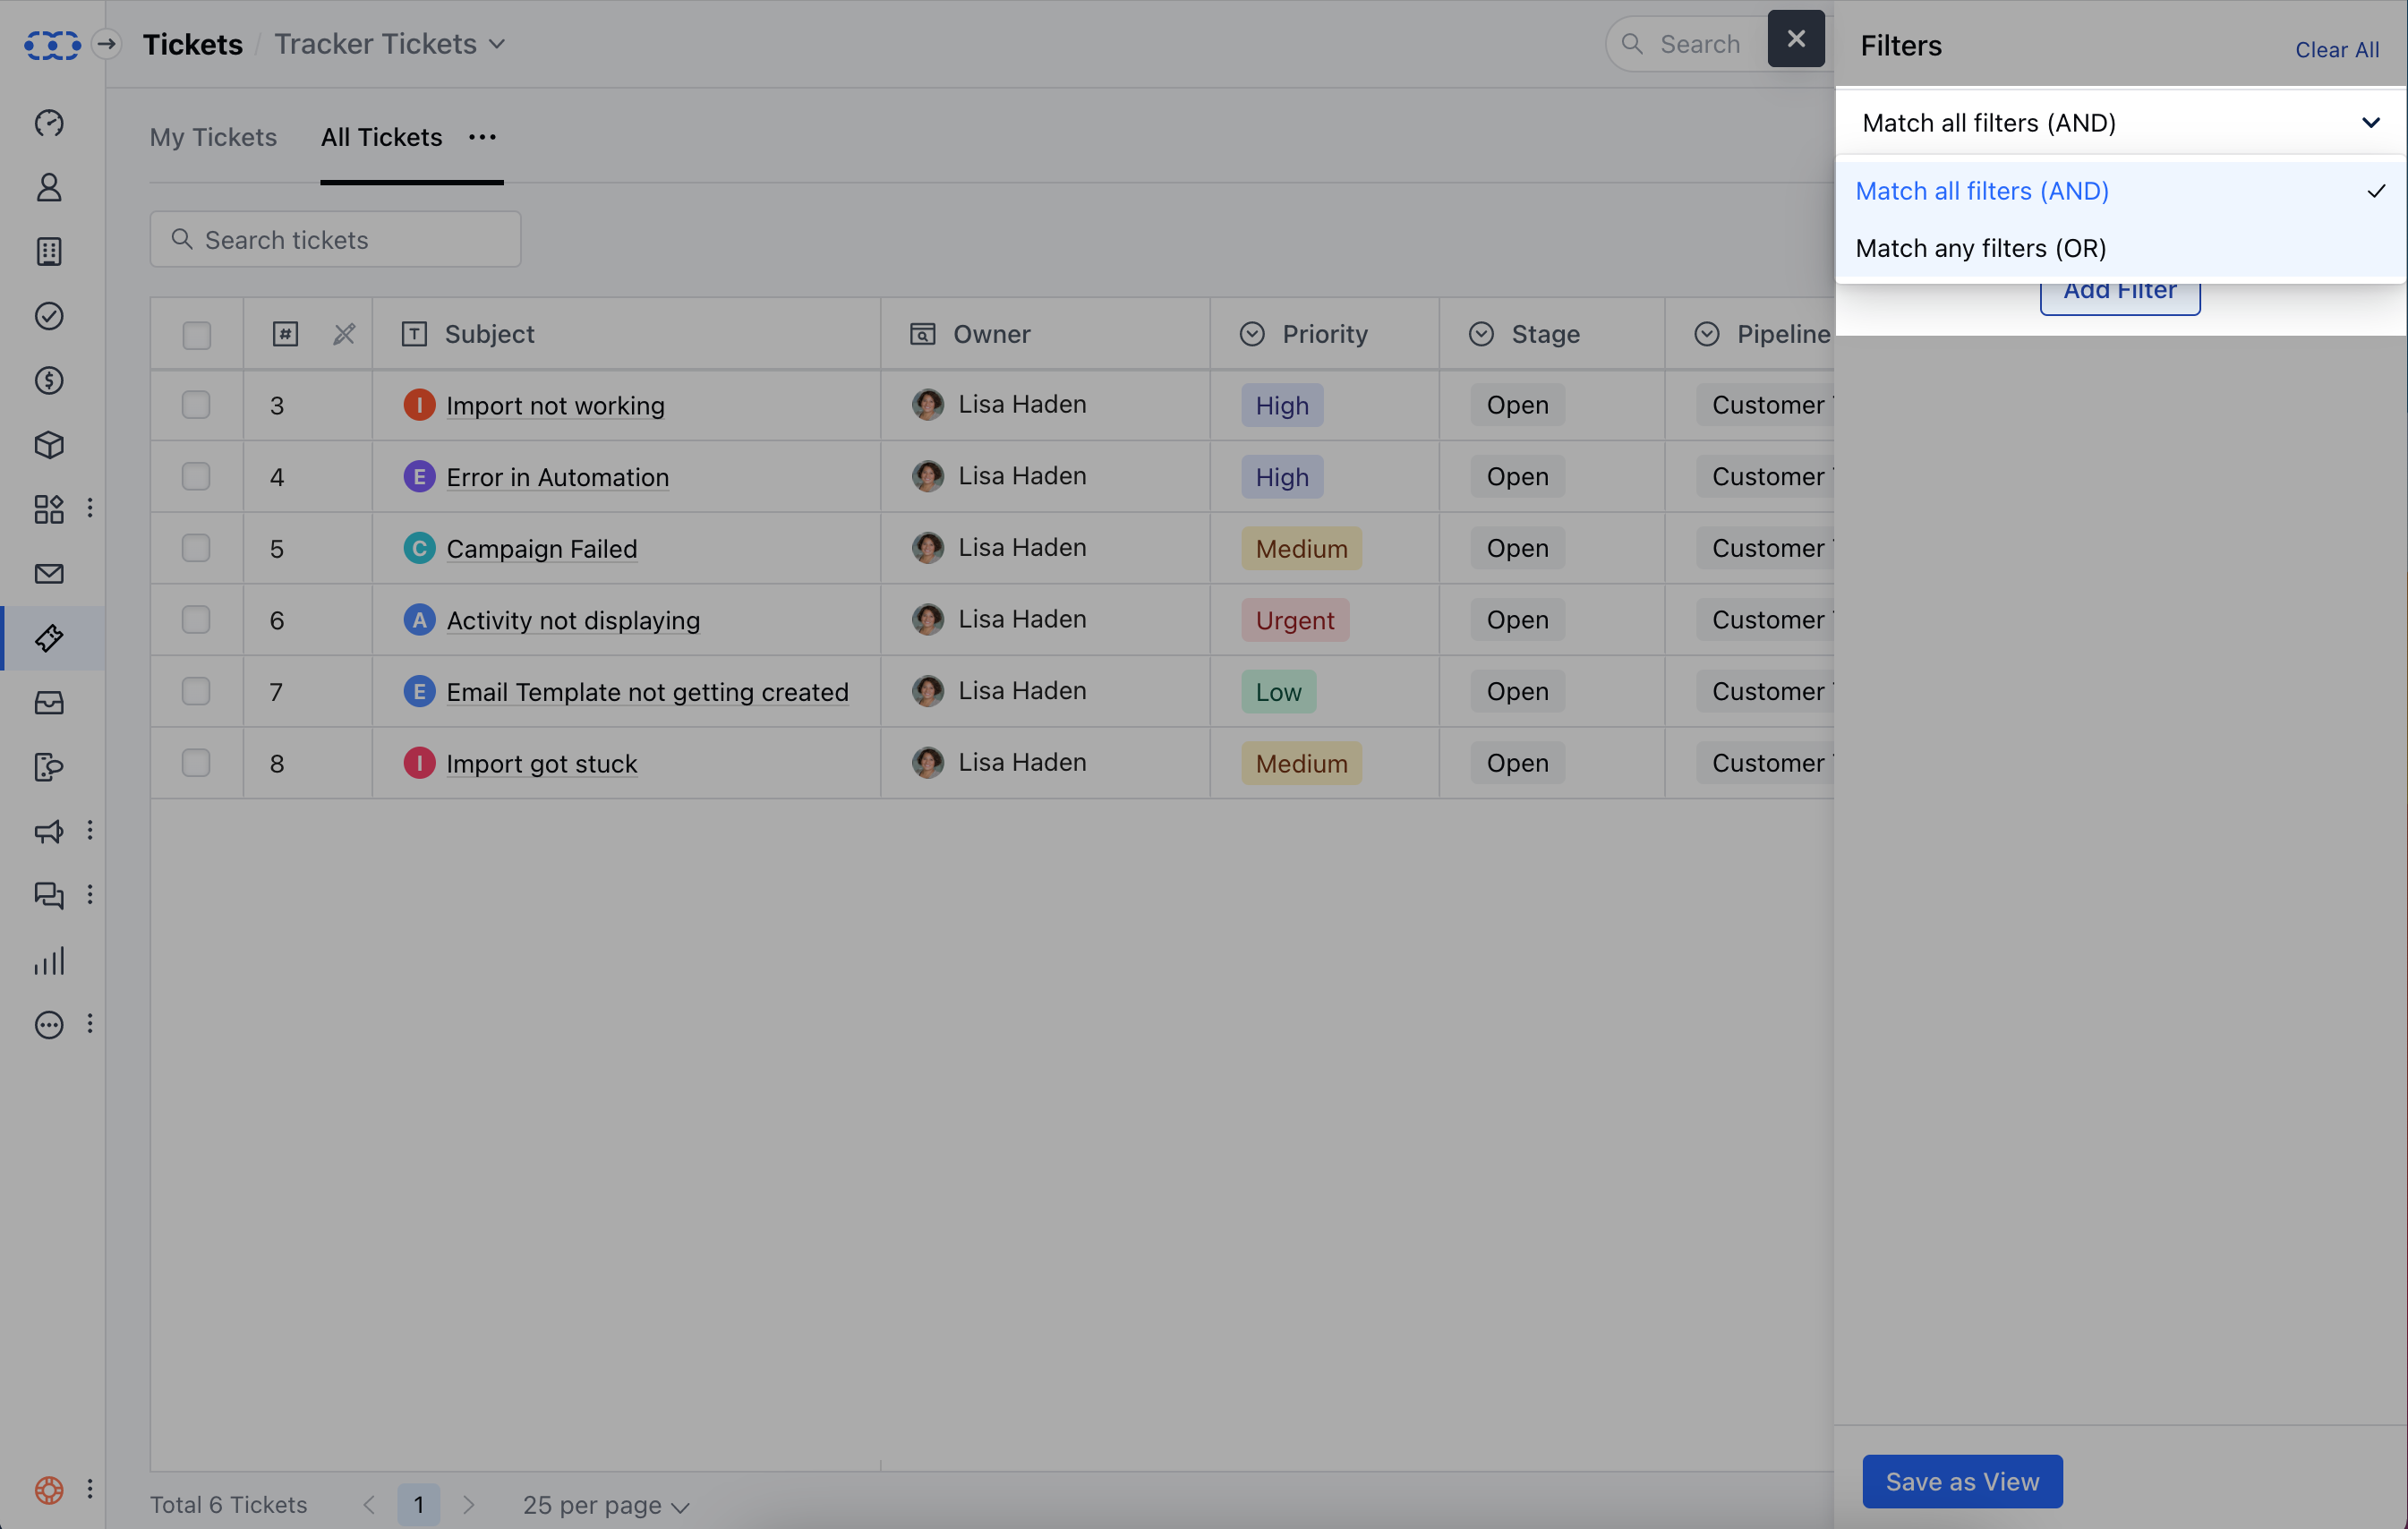 Tickets / Tracker Tickets
Search
Filters
Clear All
My Tickets
All Tickets
Match all filters (AND)
Match all filters (AND)
Match any filters (OR)
Add Filter
Search tickets
# T Subject Owner Priority Stage Pipeline
3 I Import not working Lisa Haden High Open Customer
4 E Error in Automation Lisa Haden High Open Customer
5 C Campaign Failed Lisa Haden Medium Open Customer
6 A Activity not displaying Lisa Haden Urgent Open Customer
7 E Email Template not getting created Lisa Haden Low Open Customer
8 I Import got stuck Lisa Haden Medium Open Customer
Total 6 Tickets
1
25 per page
Save as View